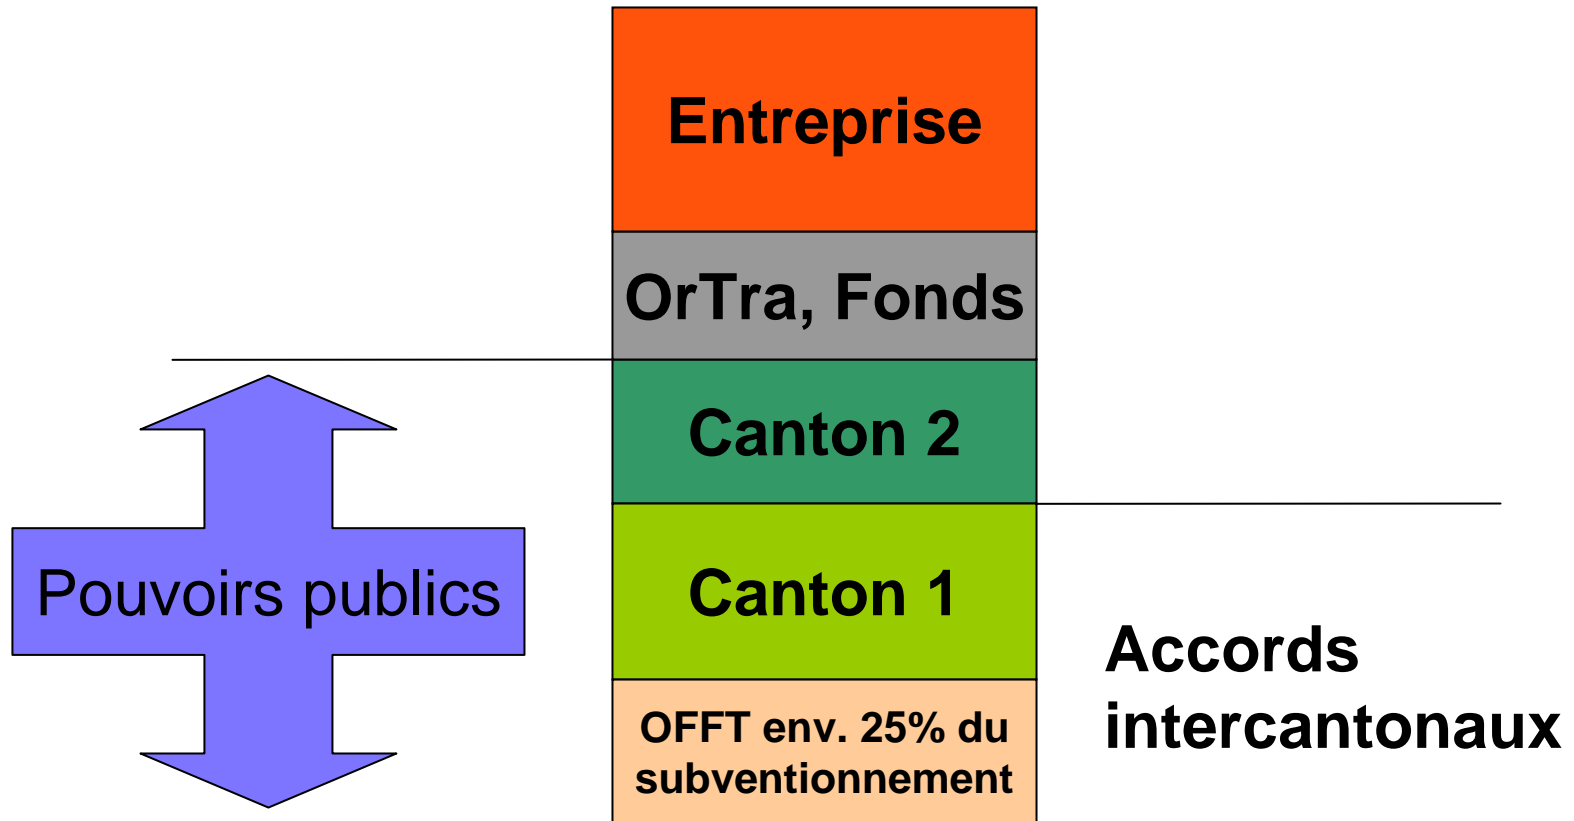 Entreprise
OrTra, Fonds
Canton 2
Pouvoirs publics
Canton 1
Accords
intercantonaux
OFFT env. 25% du
subventionnement